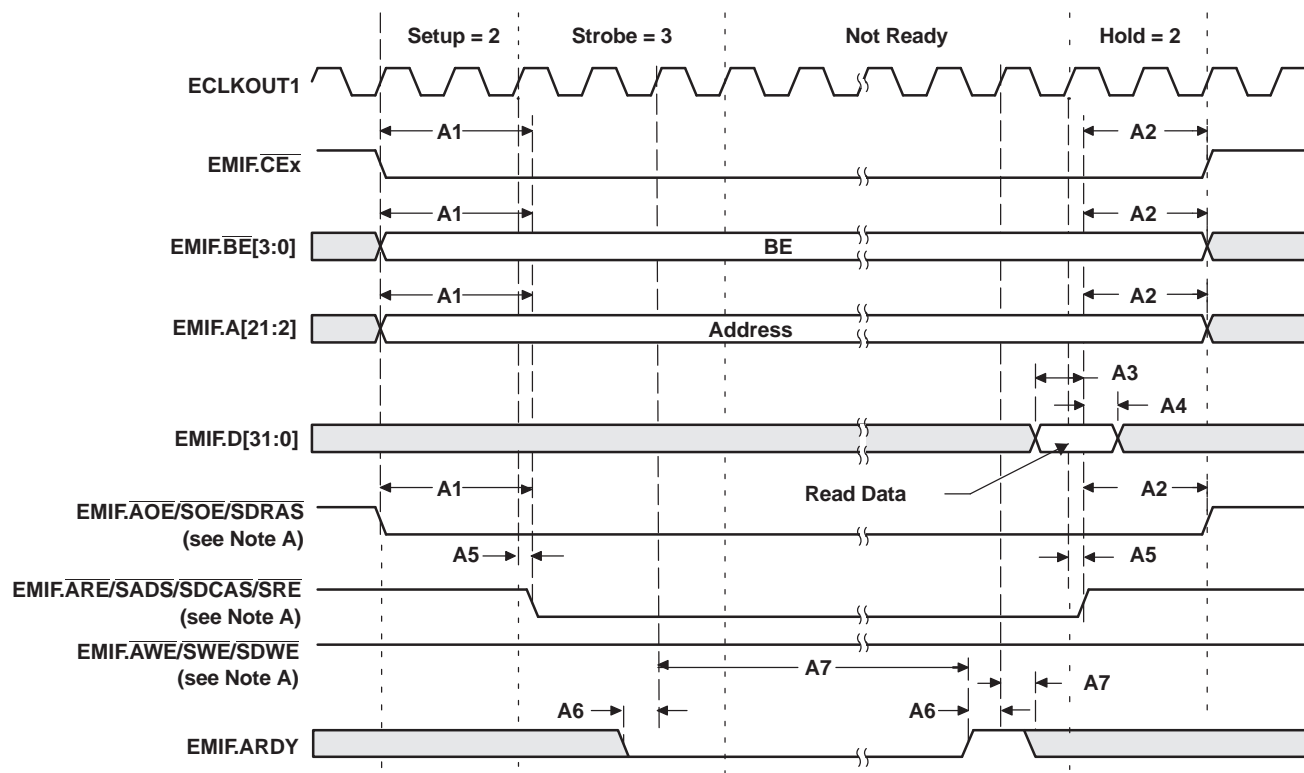 Setup = 2 Strobe = 3 Not Ready Hold = 2
ECLKOUT1
A1 A2
EMIF.CEx
A1 A2
EMIF.BE[3:0] BE
A1 A2
EMIF.A[21:2] Address
A3
A4
EMIF.D[31:0]
Read Data
A1 A2
EMIF.AOE/SOE/SDRAS
(see Note A)
A5 A5
EMIF.ARE/SADS/SDCAS/SRE
(see Note A)
EMIF.AWE/SWE/SDWE
(see Note A)
A7 A7
A6 A6
EMIF.ARDY